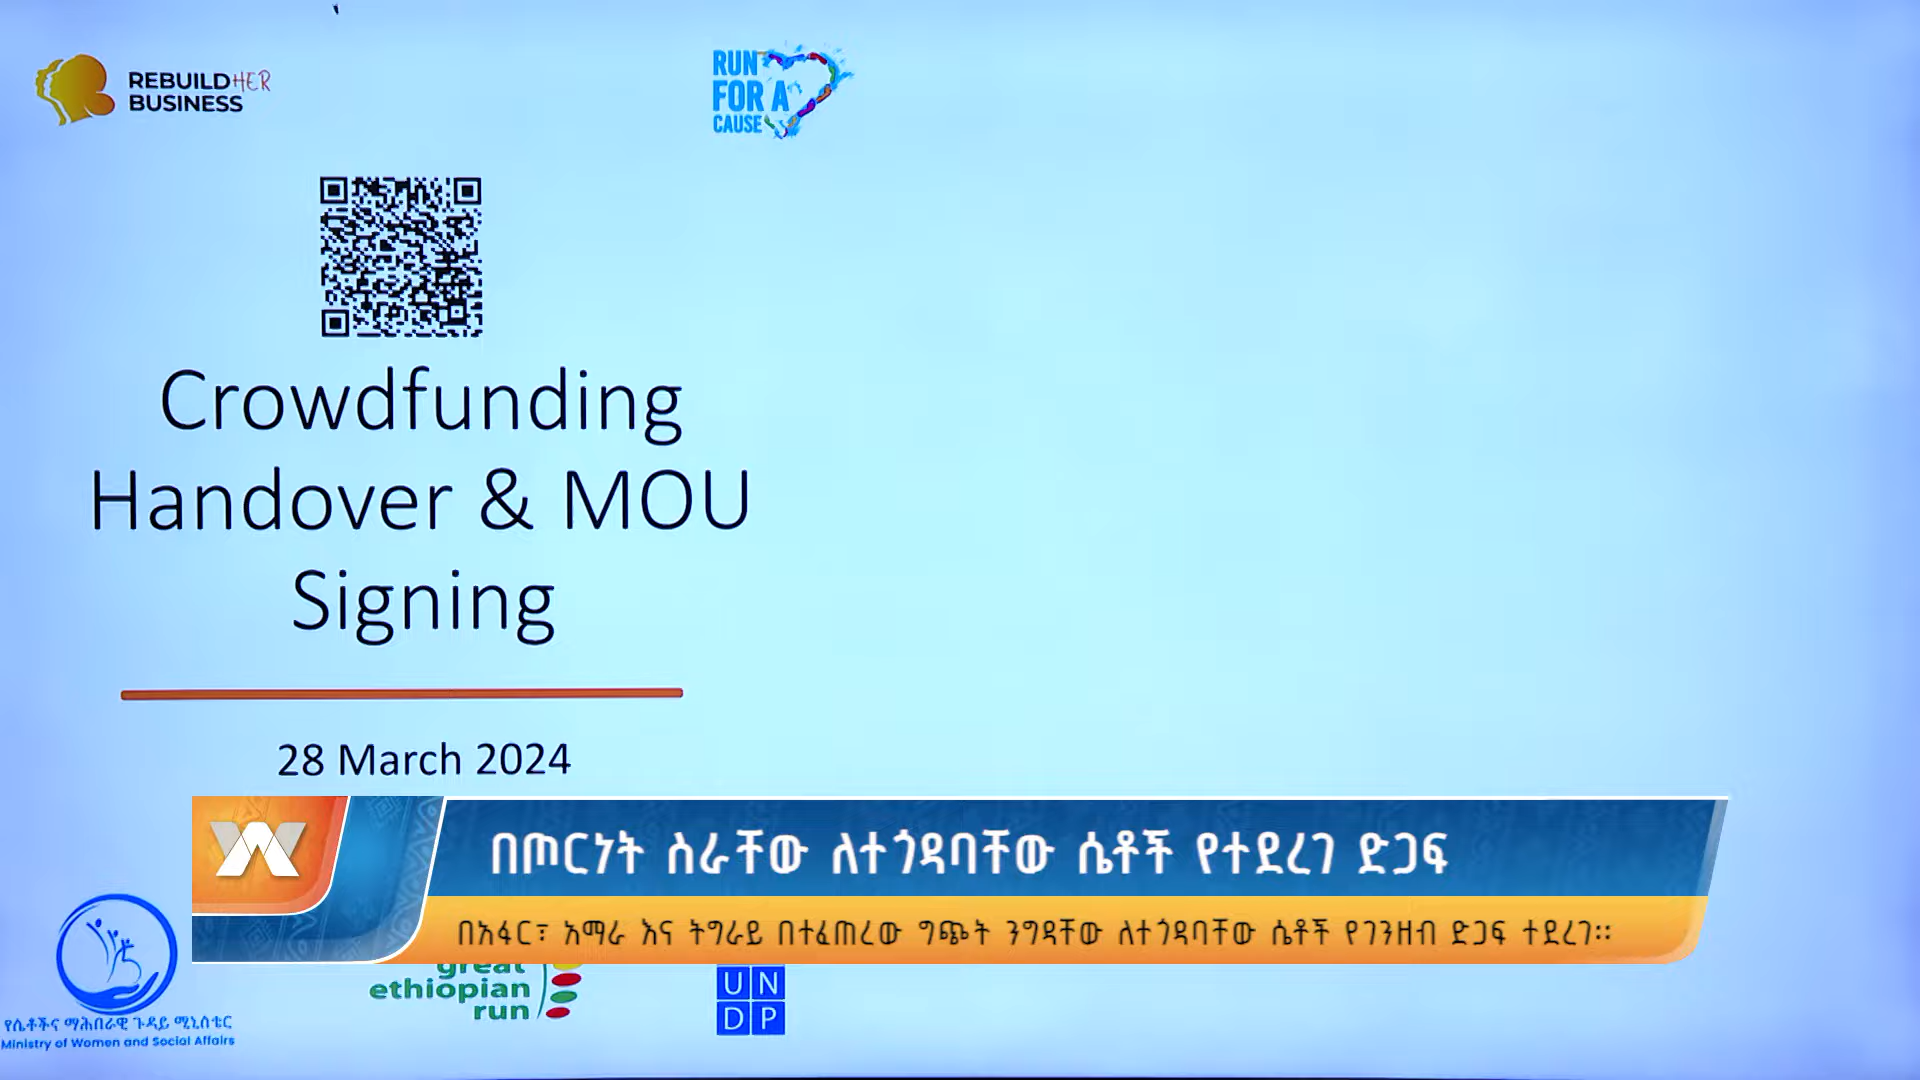 REBUILD HER
BUSINESS
RUN
FOR A
CAUSE
Crowdfunding
Handover & MOU
Signing
28 March 2024
በጦርነት ስራቸው ለተጎዳባቸው ሴቶች የተደረገ ድጋፍ
በአፋር፣ አማራ እና ትግራይ በተፈጠረው ግጭት ንግዳቸው ለተጎዳባቸው ሴቶች የገንዘብ ድጋፍ ተደረገ።
የሴቶችና ማሕበራዊ ጉዳይ ሚኒስቴር
Ministry of Women and Social Affairs
great
ethiopian
run
UN
DP